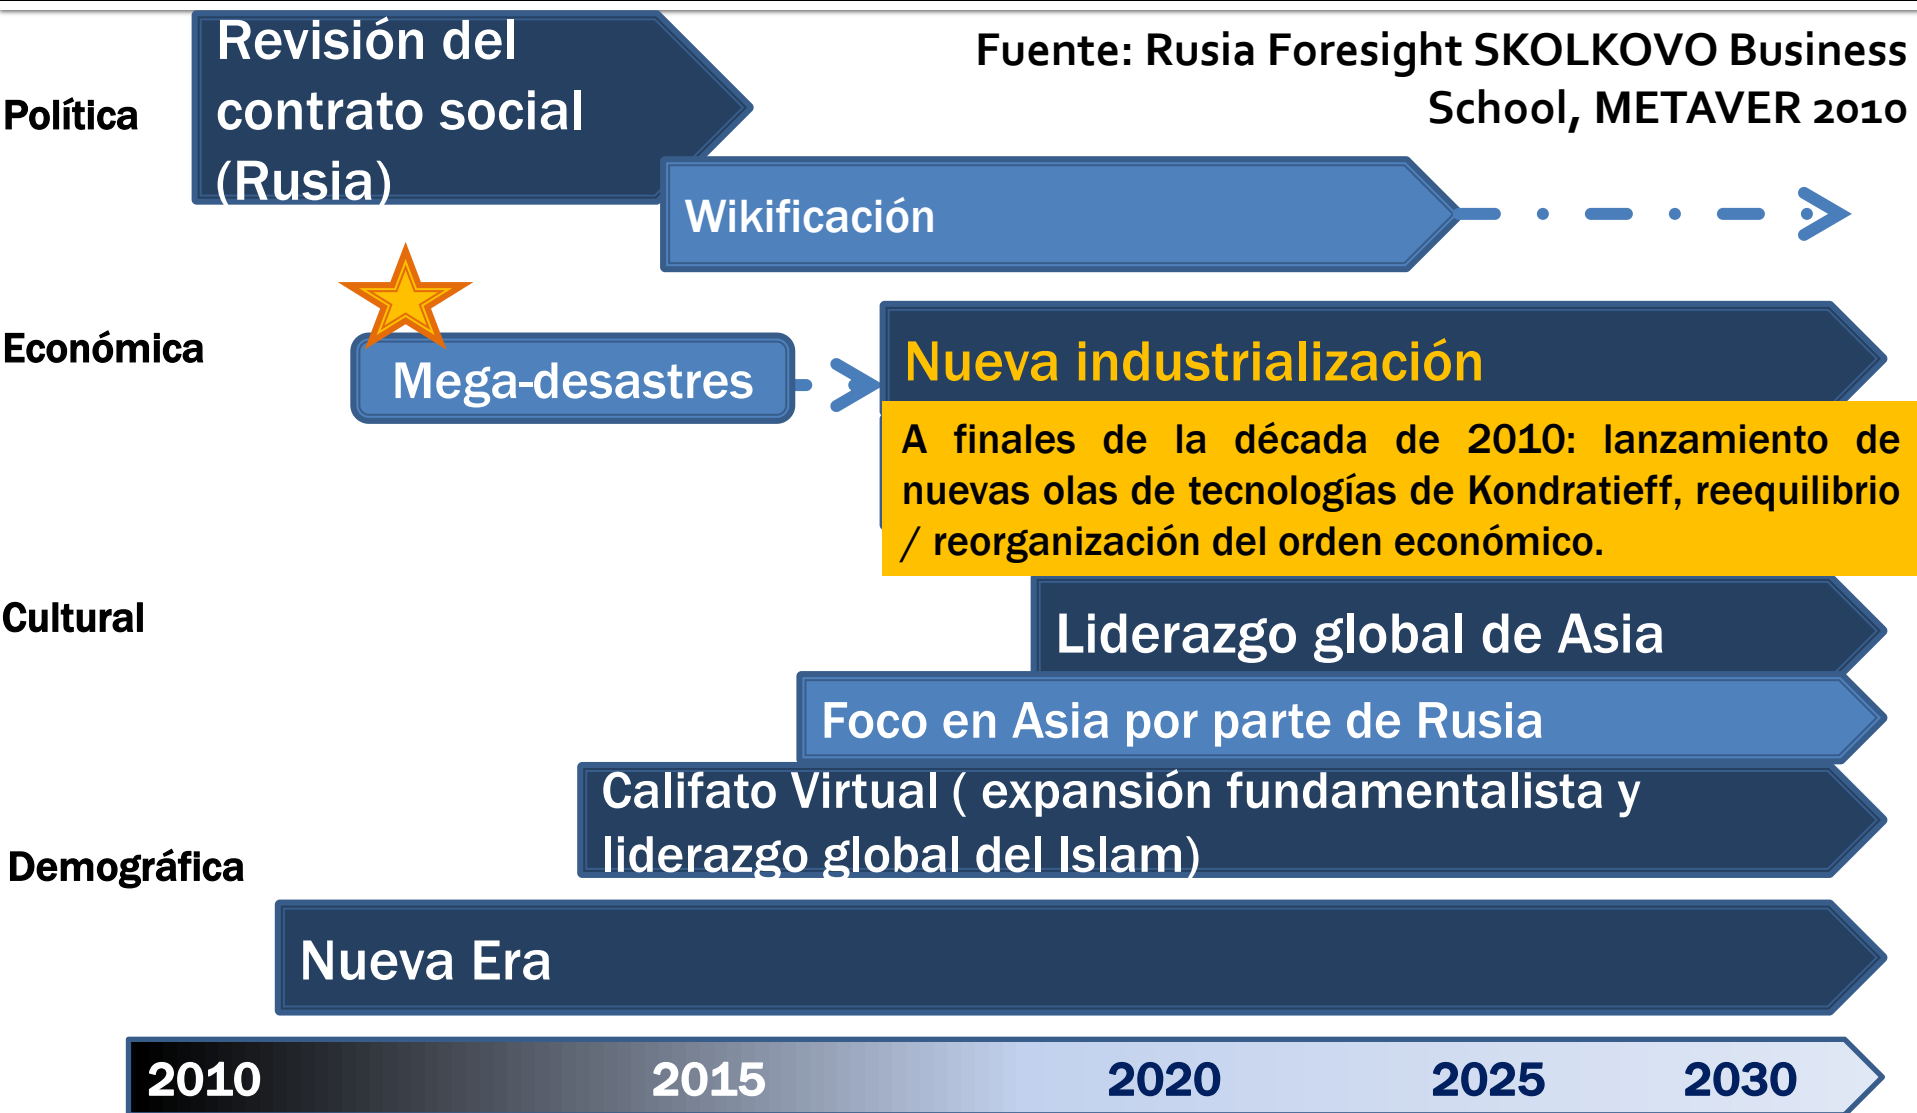 Revisión del
contrato social
(Rusia)
Fuente: Rusia Foresight SKOLKOVO Business
School, METAVER 2010
Política
Wikificación
Económica
Mega-desastres
Nueva industrialización
A finales de la década de 2010: lanzamiento de
nuevas olas de tecnologías de Kondratieff, reequilibrio
/ reorganización del orden económico.
Cultural
Liderazgo global de Asia
Foco en Asia por parte de Rusia
Califato Virtual ( expansión fundamentalista y
liderazgo global del Islam)
Demográfica
Nueva Era
2010 2015 2020 2025 2030